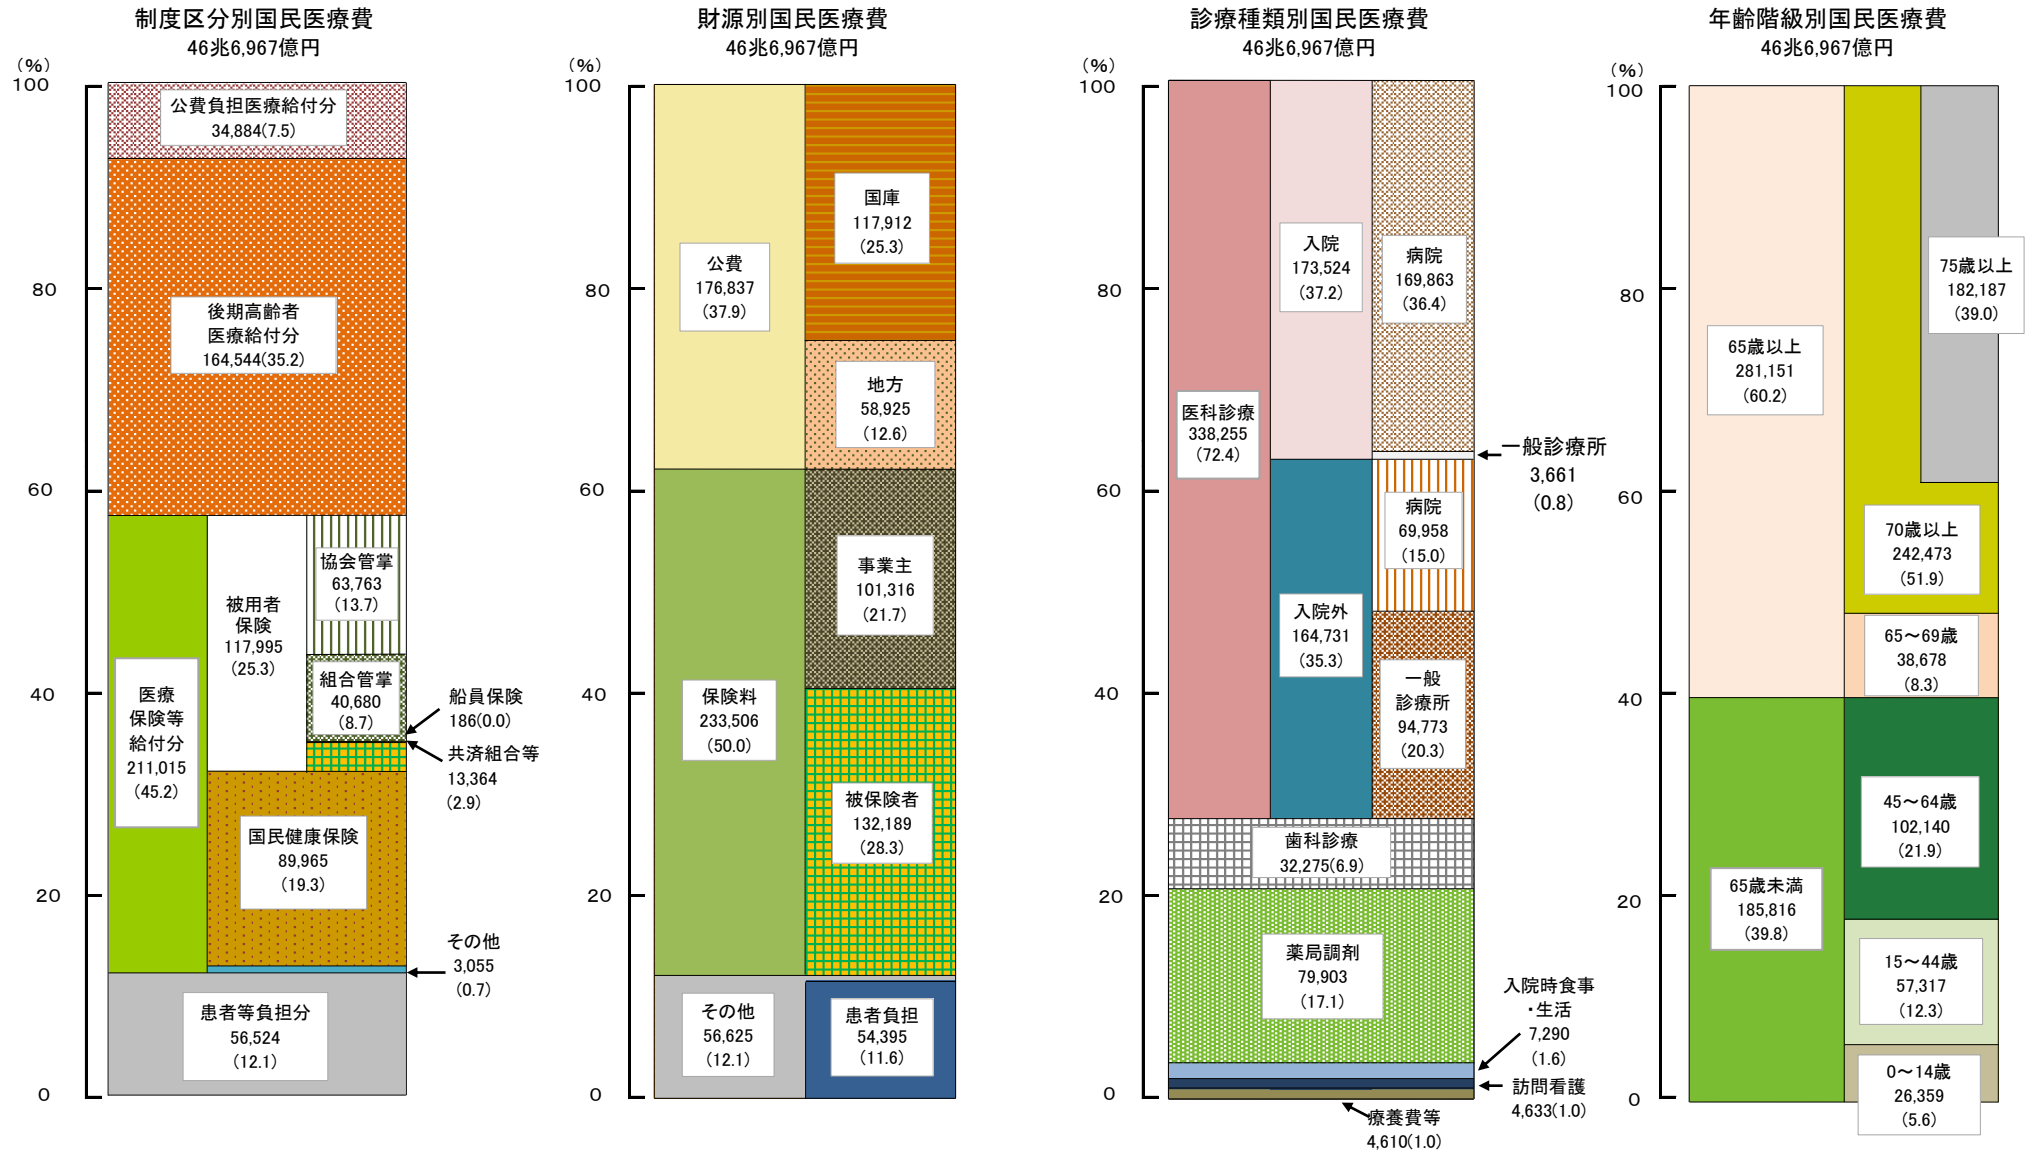 制度区分別国民医療費
46兆6,967億円
（%）
100
80
60
40
20
0
公費負担医療給付分
34,884(7.5)
後期高齢者
医療給付分
164,544(35.2)
医療
保険等
給付分
211,015
(45.2)
被用者
保険
117,995
(25.3)
協会管掌
63,763
(13.7)
組合管掌
40,680
(8.7)
船員保険
186(0.0)
共済組合等
13,364
(2.9)
国民健康保険
89,965
(19.3)
その他
3,055
(0.7)
患者等負担分
56,524
(12.1)
財源別国民医療費
46兆6,967億円
（%）
100
80
60
40
20
0
公費
176,837
(37.9)
国庫
117,912
(25.3)
地方
58,925
(12.6)
保険料
233,506
(50.0)
事業主
101,316
(21.7)
被保険者
132,189
(28.3)
その他
56,625
(12.1)
患者負担
54,395
(11.6)
診療種類別国民医療費
46兆6,967億円
（%）
100
80
60
40
20
0
医科診療
338,255
(72.4)
入院
173,524
(37.2)
病院
169,863
(36.4)
一般診療所
3,661
(0.8)
入院外
164,731
(35.3)
病院
69,958
(15.0)
一般
診療所
94,773
(20.3)
歯科診療
32,275(6.9)
薬局調剤
79,903
(17.1)
入院時食事
・生活
7,290
(1.6)
訪問看護
4,633(1.0)
療養費等
4,610(1.0)
年齢階級別国民医療費
46兆6,967億円
（%）
100
80
60
40
20
0
65歳以上
281,151
(60.2)
75歳以上
182,187
(39.0)
70歳以上
242,473
(51.9)
65～69歳
38,678
(8.3)
65歳未満
185,816
(39.8)
45～64歳
102,140
(21.9)
15～44歳
57,317
(12.3)
0～14歳
26,359
(5.6)